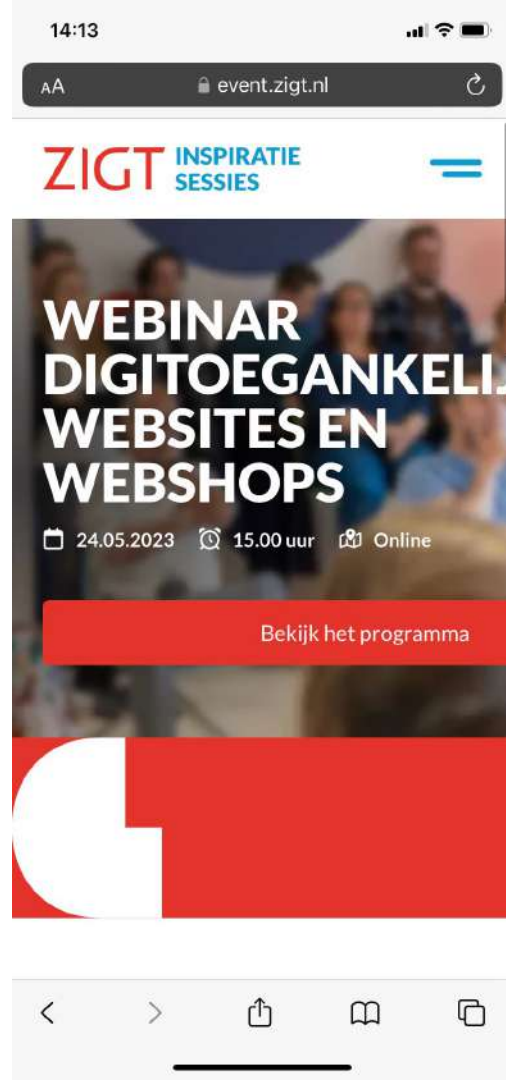 14:13
AA
event.zigt.nl
ZIGT INSPIRATIE
SESSIES
WEBINAR
DIGITOEGANKELIJ
WEBSITES EN
WEBSHOPS
24.05.2023 15.00 uur Online
Bekijk het programma